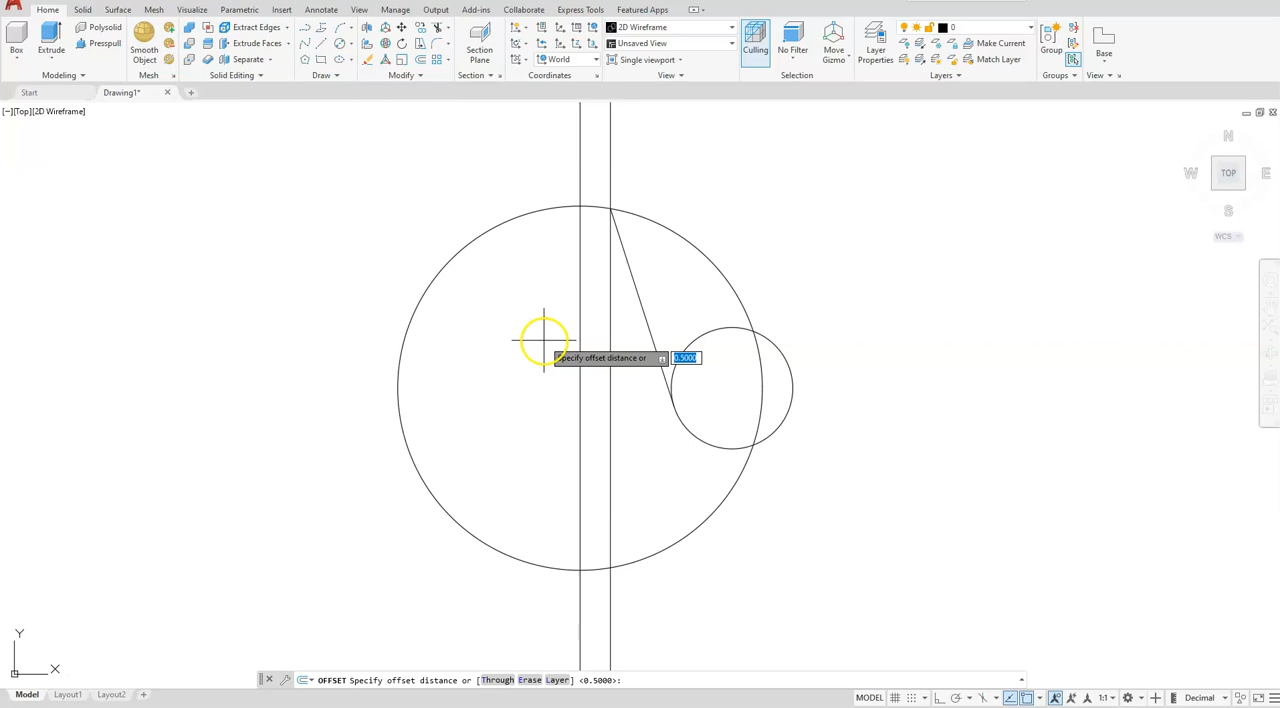 Home Solid Surface Mesh Visualize Parametric Insert Annotate View Manage Output Add-ins Collaborate Express Tools Featured Apps
Box Extrude Polysolid Presspull Smooth Object Extrude Edges Extrude Faces Separate Section Plane World 2D Wireframe Unsaved View Single viewport Culling No Filter Move Gizmo Layer Properties 0 Make Current Match Layer Group Base
Modeling Mesh Solid Editing Draw Modify Section Coordinates View Selection Layers Groups View
Start Drawing1*
[−][Top][2D Wireframe]
N
W TOP E
S
WCS
Specify offset distance or 0.5000
Y
X
OFFSET Specify offset distance or [Through Erase Layer] <0.5000>:
Model Layout1 Layout2 MODEL 1:1 Decimal